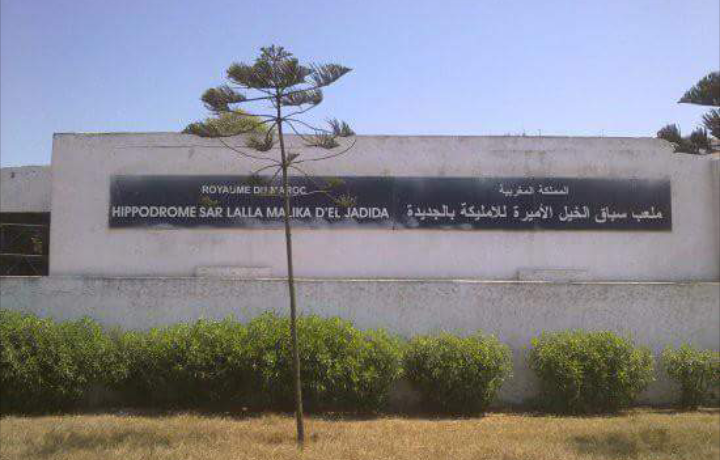 ROYAUME DU MAROC
HIPPODROME SAR LALLA MALIKA D'EL JADIDA
المملكة المغربية
ملعب سباق الخيل الأميرة للامليكة بالجديدة